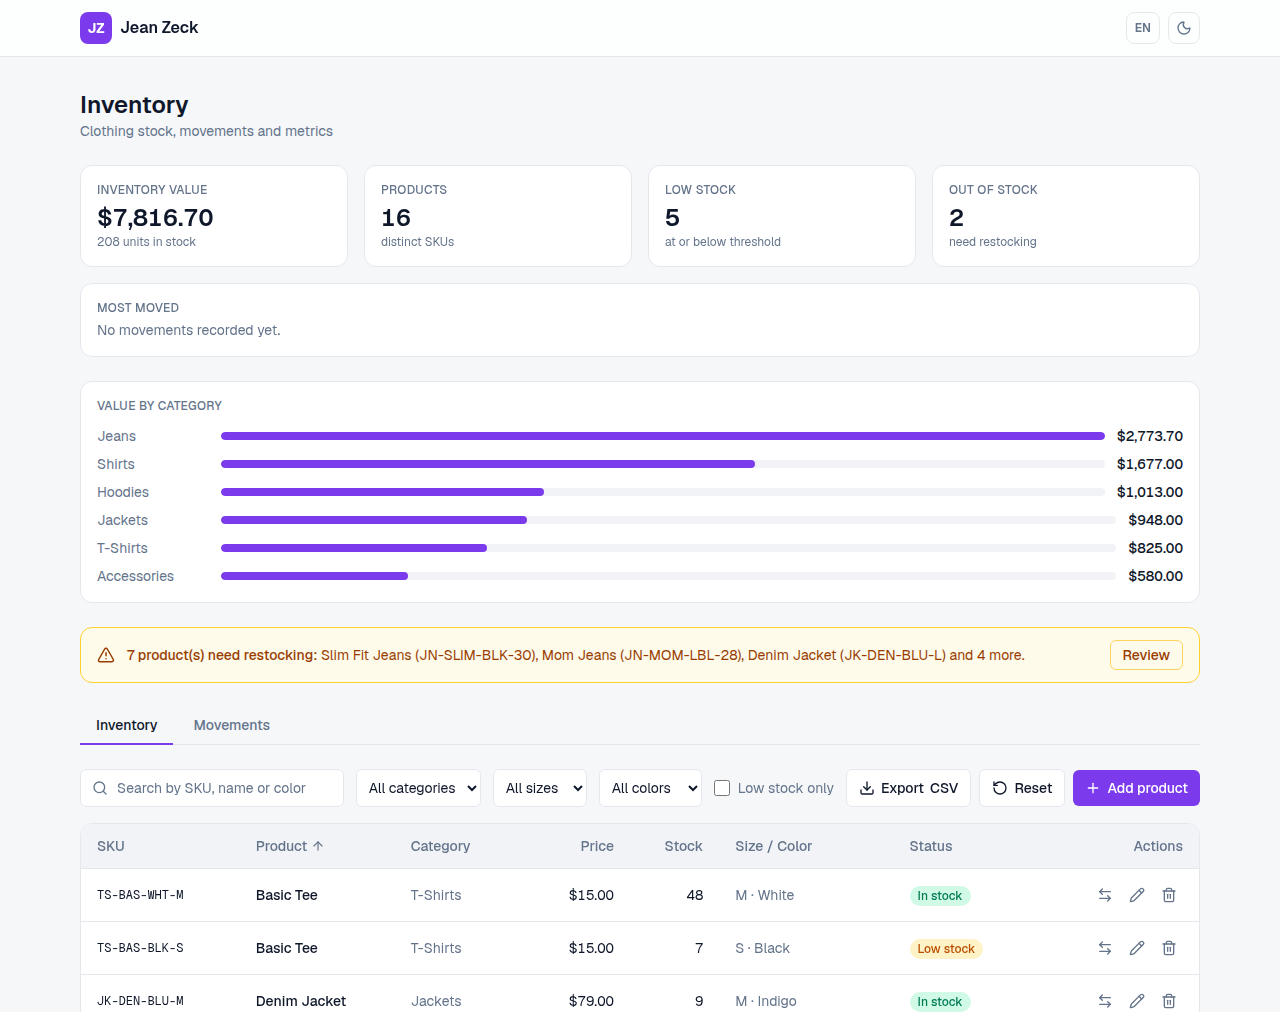 JZ Jean Zeck EN
Inventory
Clothing stock, movements and metrics
INVENTORY VALUE
$7,816.70
208 units in stock
PRODUCTS
16
distinct SKUs
LOW STOCK
5
at or below threshold
OUT OF STOCK
2
need restocking
MOST MOVED
No movements recorded yet.
VALUE BY CATEGORY
Jeans $2,773.70
Shirts $1,677.00
Hoodies $1,013.00
Jackets $948.00
T-Shirts $825.00
Accessories $580.00
7 product(s) need restocking: Slim Fit Jeans (JN-SLIM-BLK-30), Mom Jeans (JN-MOM-LBL-28), Denim Jacket (JK-DEN-BLU-L) and 4 more. Review
Inventory Movements
Search by SKU, name or color All categories All sizes All colors Low stock only Export CSV Reset Add product
SKU Product Category Price Stock Size / Color Status Actions
TS-BAS-WHT-M Basic Tee T-Shirts $15.00 48 M · White In stock
TS-BAS-BLK-S Basic Tee T-Shirts $15.00 7 S · Black Low stock
JK-DEN-BLU-M Denim Jacket Jackets $79.00 9 M · Indigo In stock